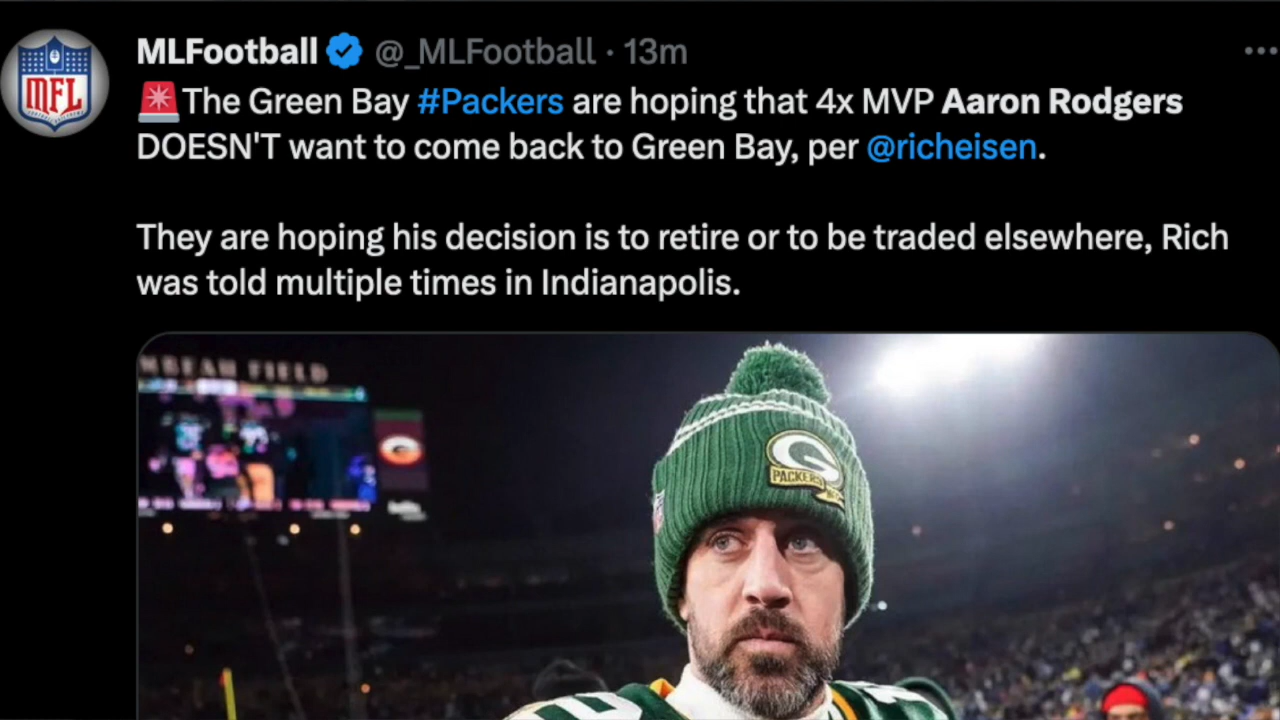 MLFootball @_MLFootball · 13m
🚨The Green Bay #Packers are hoping that 4x MVP Aaron Rodgers
DOESN'T want to come back to Green Bay, per @richeisen.
They are hoping his decision is to retire or to be traded elsewhere, Rich
was told multiple times in Indianapolis.
MFL
FIELD
G
PACKERS